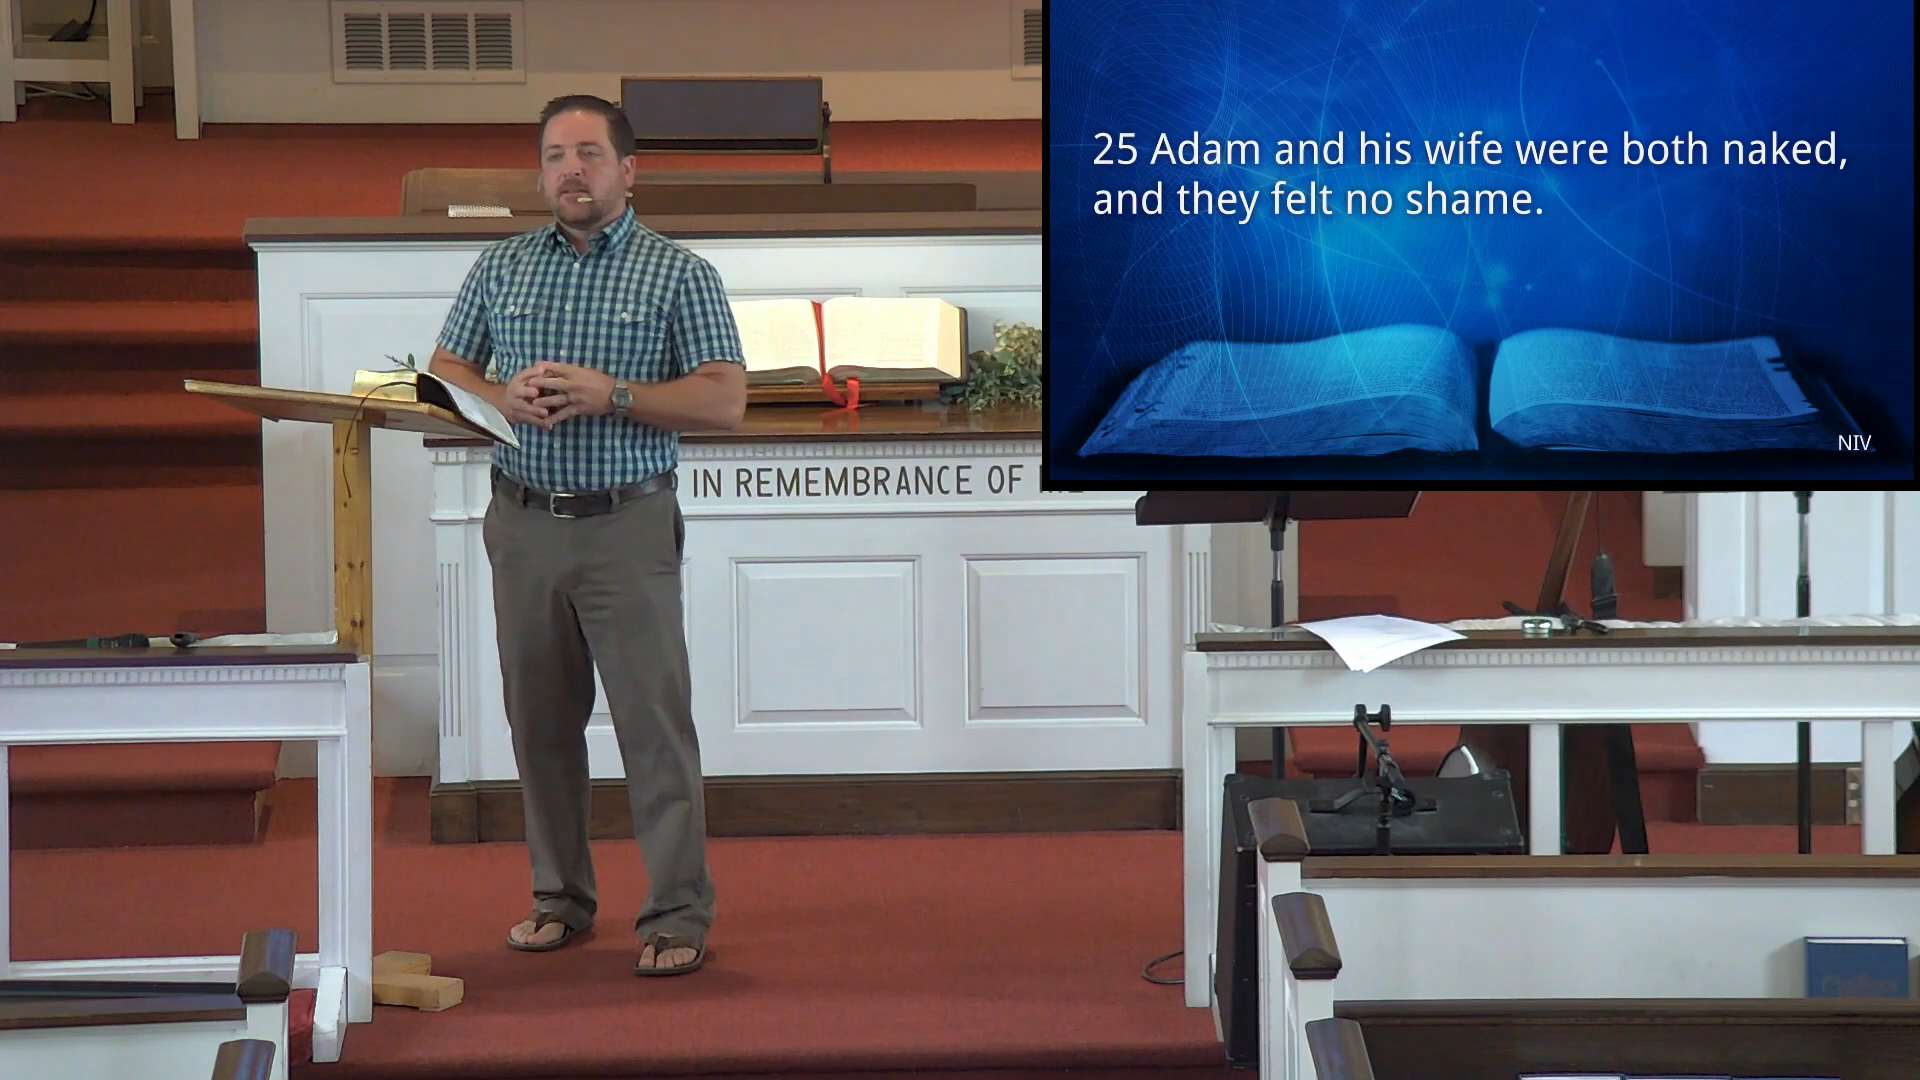 25 Adam and his wife were both naked,
and they felt no shame.
NIV
IN REMEMBRANCE OF